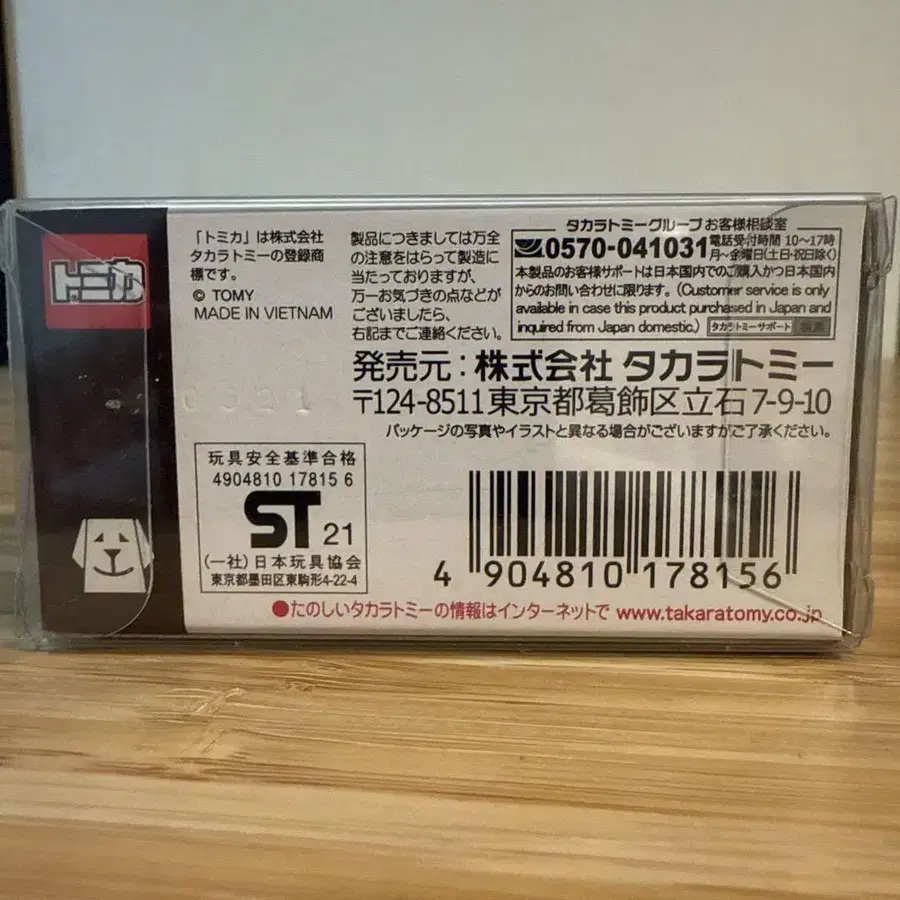 トミカ
「トミカ」は株式会社
タカラトミーの登録商
標です。
© TOMY
MADE IN VIETNAM
製品につきましては万全
の注意をはらって製造に
当たっておりますが、
万一お気づきの点などが
ございましたら、
右記までご連絡ください。
タカラトミーグループ お客様相談室
0570-041031 電話受付時間 10〜17時
月〜金曜日(土日・祝日除く)
本製品のお客様サポートは日本国内でのご購入かつ日本国内
からのお問い合わせに限ります。(Customer service is only
available in case this product purchased in Japan and
inquired from Japan domestic.) タカラトミーサポート 検索
発売元：株式会社 タカラトミー
〒124-8511 東京都葛飾区立石 7-9-10
パッケージの写真やイラストと異なる場合がございますがご了承ください。
0321
玩具安全基準合格
4904810 17815 6
ST 21
(一社)日本玩具協会
東京都墨田区東駒形4-22-4
4 904810 178156
●たのしいタカラトミーの情報はインターネットで www.takaratomy.co.jp